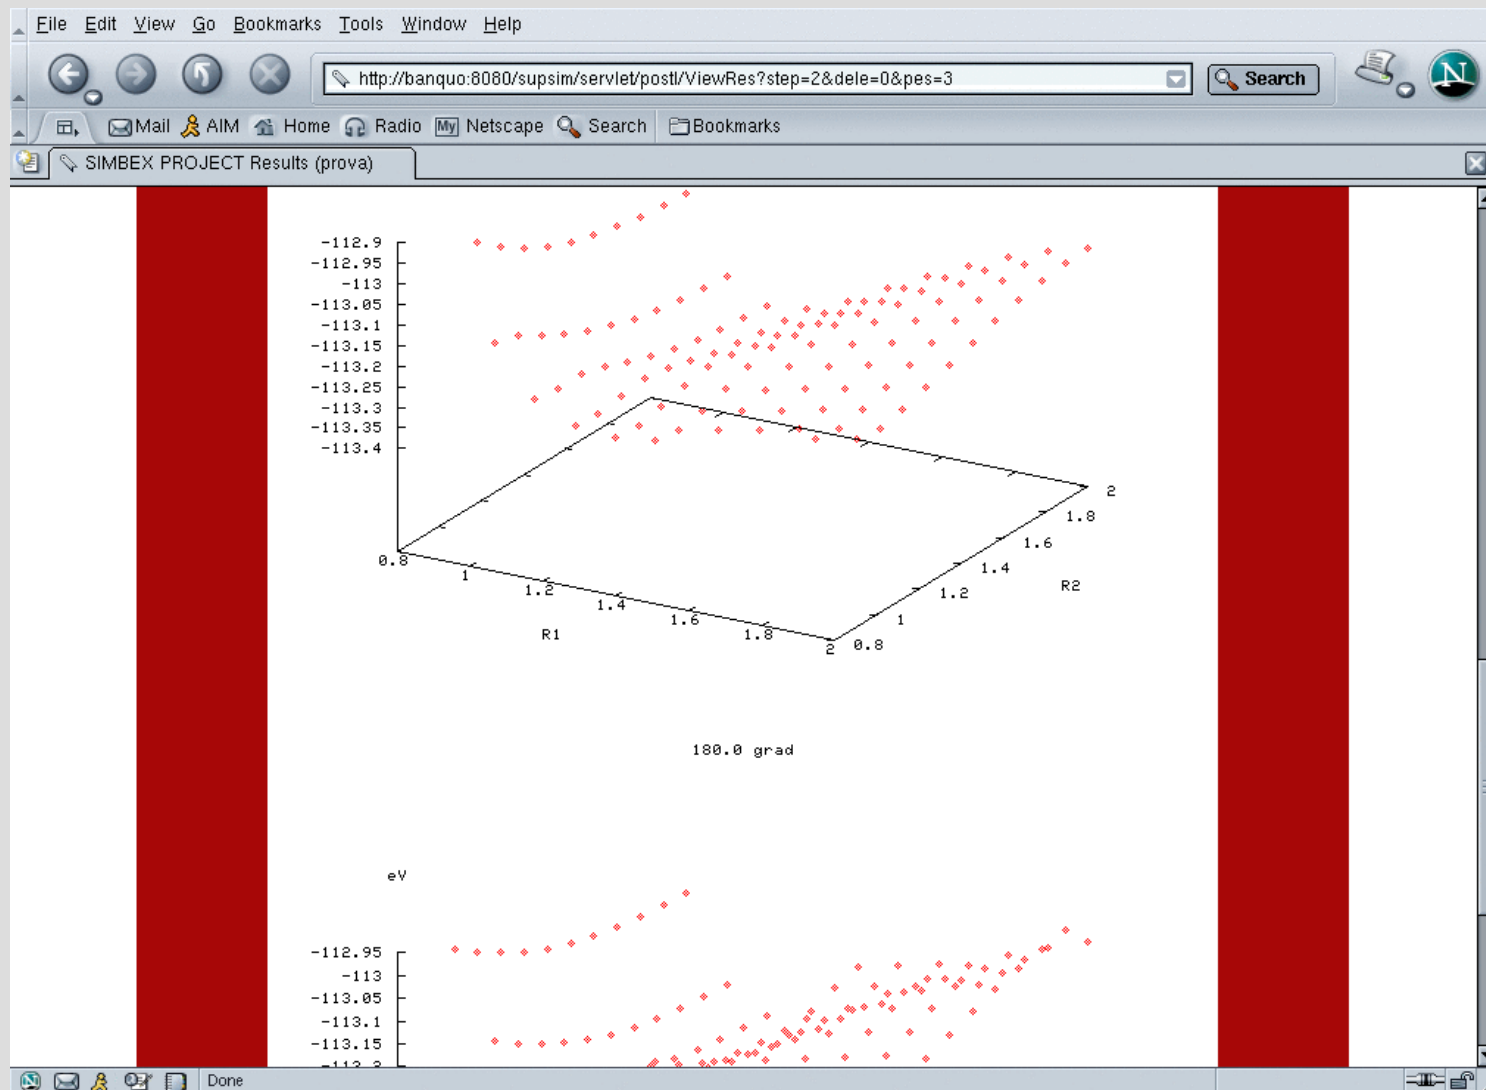 File Edit View Go Bookmarks Tools Window Help
http://banquo:8080/supsim/servlet/postl/ViewRes?step=2&dele=0&pes=3
Search
N
Mail AIM Home Radio My Netscape Search Bookmarks
SIMBEX PROJECT Results (prova)
-112.9
-112.95
-113
-113.05
-113.1
-113.15
-113.2
-113.25
-113.3
-113.35
-113.4
0.8
1
1.2
1.4
1.6
1.8
2
R1
0.8
1
1.2
1.4
1.6
1.8
2
R2
180.0 grad
eV
-112.95
-113
-113.05
-113.1
-113.15
Done